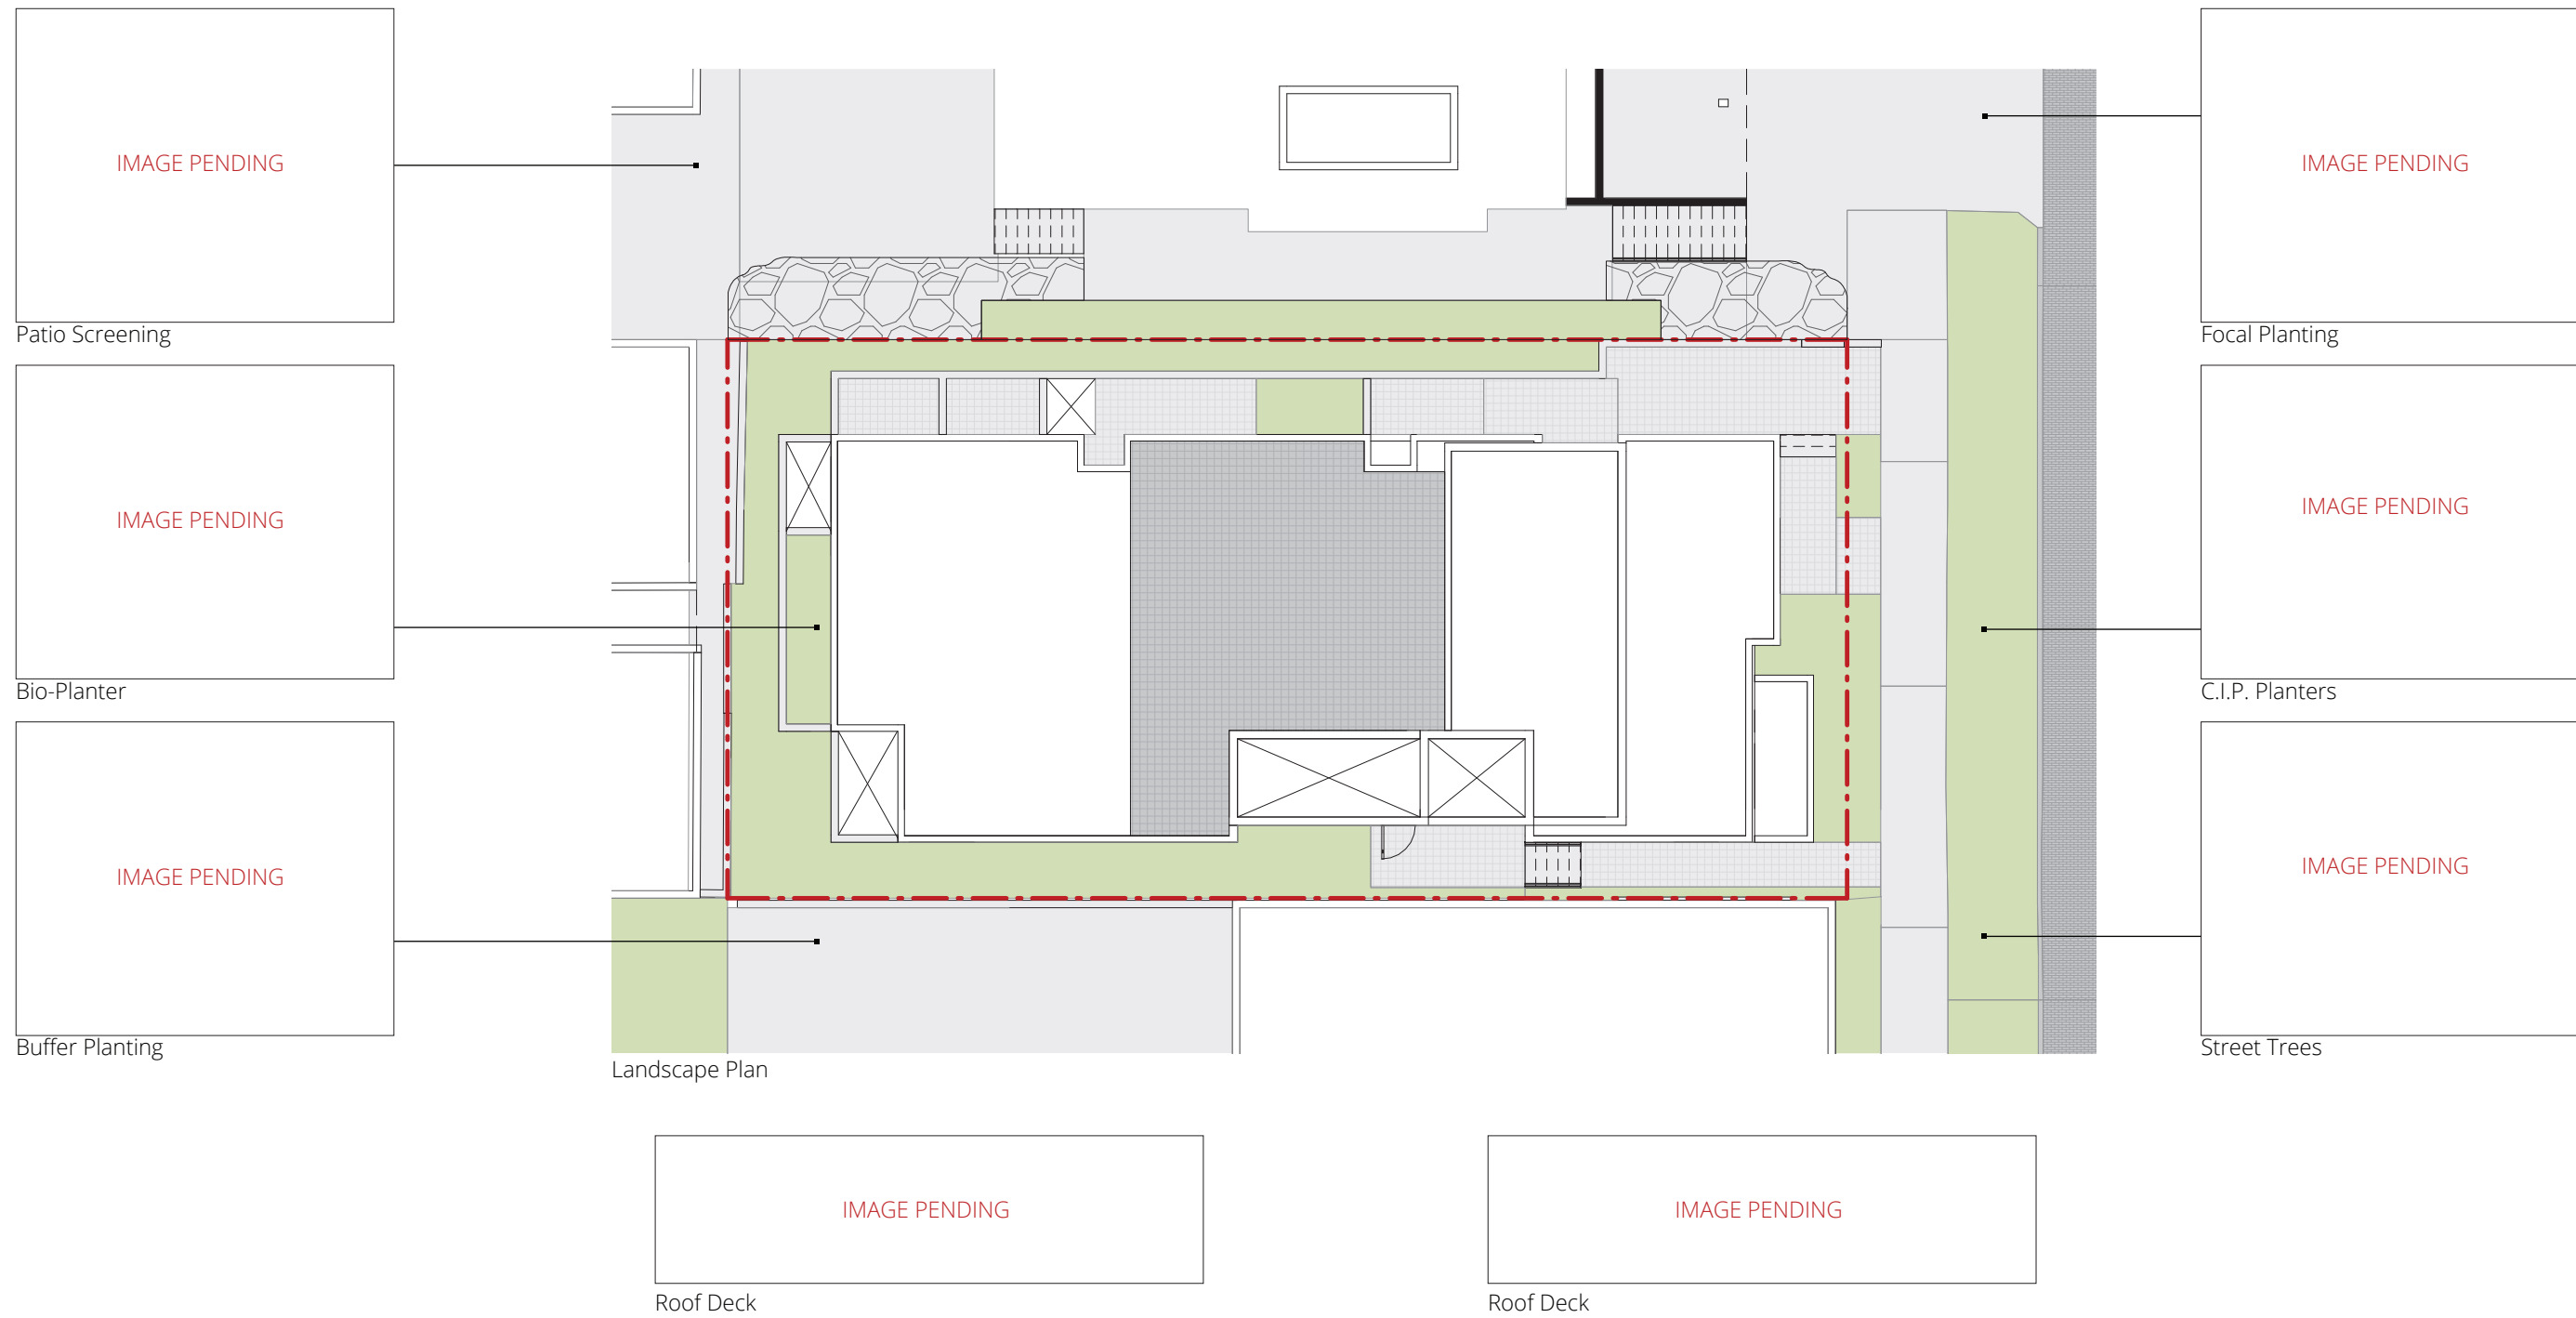 IMAGE PENDING
Patio Screening
IMAGE PENDING
Bio-Planter
IMAGE PENDING
Buffer Planting
Landscape Plan
IMAGE PENDING
Focal Planting
IMAGE PENDING
C.I.P. Planters
IMAGE PENDING
Street Trees
IMAGE PENDING
Roof Deck
IMAGE PENDING
Roof Deck